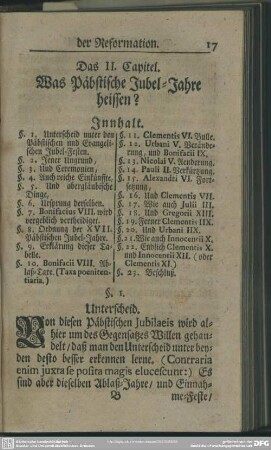 der Reformation. 17
Das II. Capitel.
Was Päbstische Jubel-Jahre
heissen?
Innhalt.
§. 1. Unterscheid unter den
Päbstischen und Evangeli-
schen Jubel-Festen.
§. 2. Jener Ungrund,
§. 3. Und Ceremonien,
§. 4. Auch reiche Einkünffte,
§. 5. Und abergläubische
Dinge,
§. 6. Ursprung derselben.
§. 7. Bonifacius VIII. wird
vergeblich vertheidiget.
§. 8. Ordnung der XVII.
Päbstischen Jubel-Jahre.
§. 9. Erklärung dieser Ta-
belle.
§. 10. Bonifacii VIII. Ab-
laß-Taxe. (Taxa poeniten-
tiaria.)
§. 11. Clementis VI. Bulle.
§. 12. Urbani V. Verände-
rung, und Bonifacii IX.
§. 13. Nicolai V. Aenderung.
§. 14. Pauli II. Verkürzung.
§. 15. Alexandri VI. Fort-
setzung,
§. 16. Und Clementis VII.
§. 17. Wie auch Julii III.
§. 18. Und Gregorii XIII.
§. 19. Ferner Clementis IIX.
§. 20. Und Urbani IIX.
§. 21. Wie auch Innocentii X.
§. 22. Endlich Clementis X.
und Innocentii XII. (oder
Clementis XI.)
§. 23. Beschluß.
§. 1.
Unterscheid.
Von diesen Päbstischen Jubilaeis wird al-
hier um des Gegensatzes Willen gehan-
delt/ daß man den Unterscheid unter bey-
den desto besser erkennen lerne. (Contraria
enim juxta se posita magis elucescunt:) Es
sind aber dieselben Ablaß-Jahre/ und Einnah-
B me-Feste/